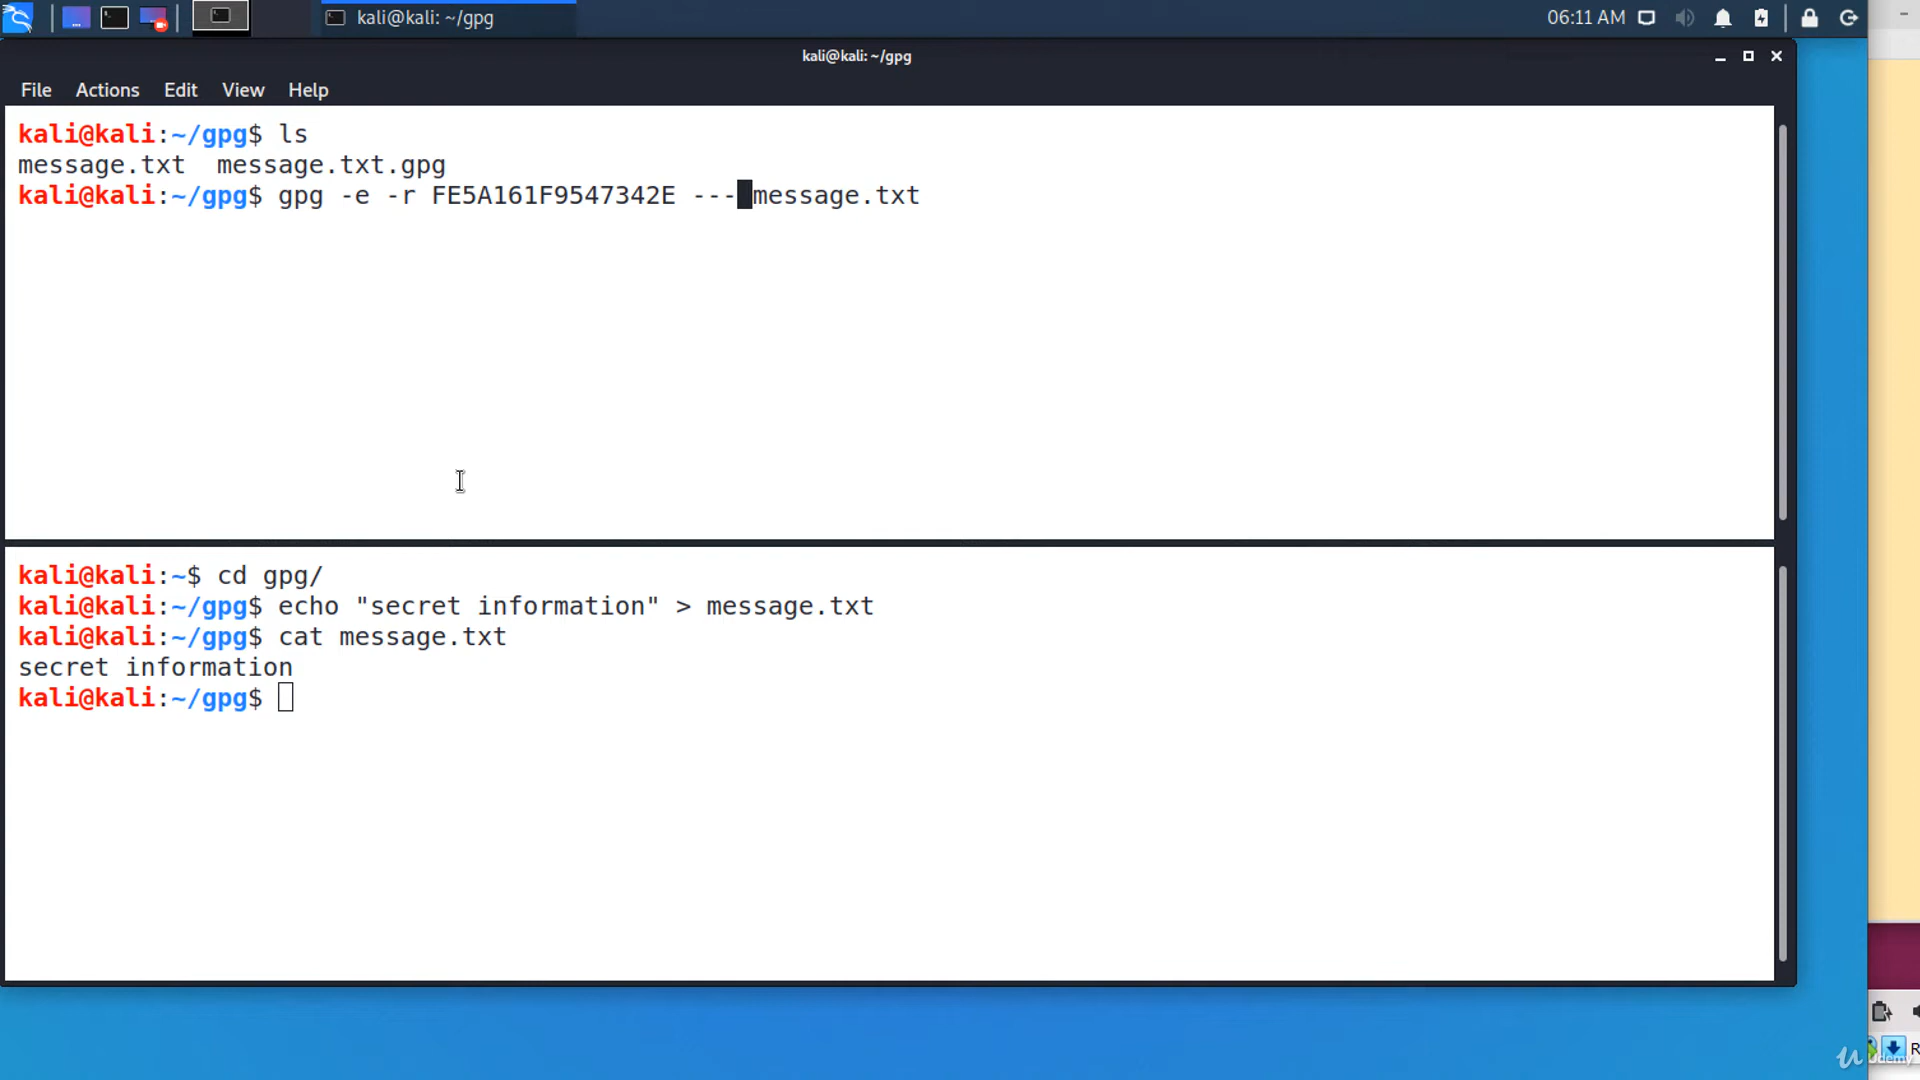 kali@kali: ~/gpg
06:11 AM
kali@kali: ~/gpg
File Actions Edit View Help
kali@kali:~/gpg$ ls
message.txt  message.txt.gpg
kali@kali:~/gpg$ gpg -e -r FE5A161F9547342E --- message.txt
kali@kali:~$ cd gpg/
kali@kali:~/gpg$ echo "secret information" > message.txt
kali@kali:~/gpg$ cat message.txt
secret information
kali@kali:~/gpg$
R
Udemy